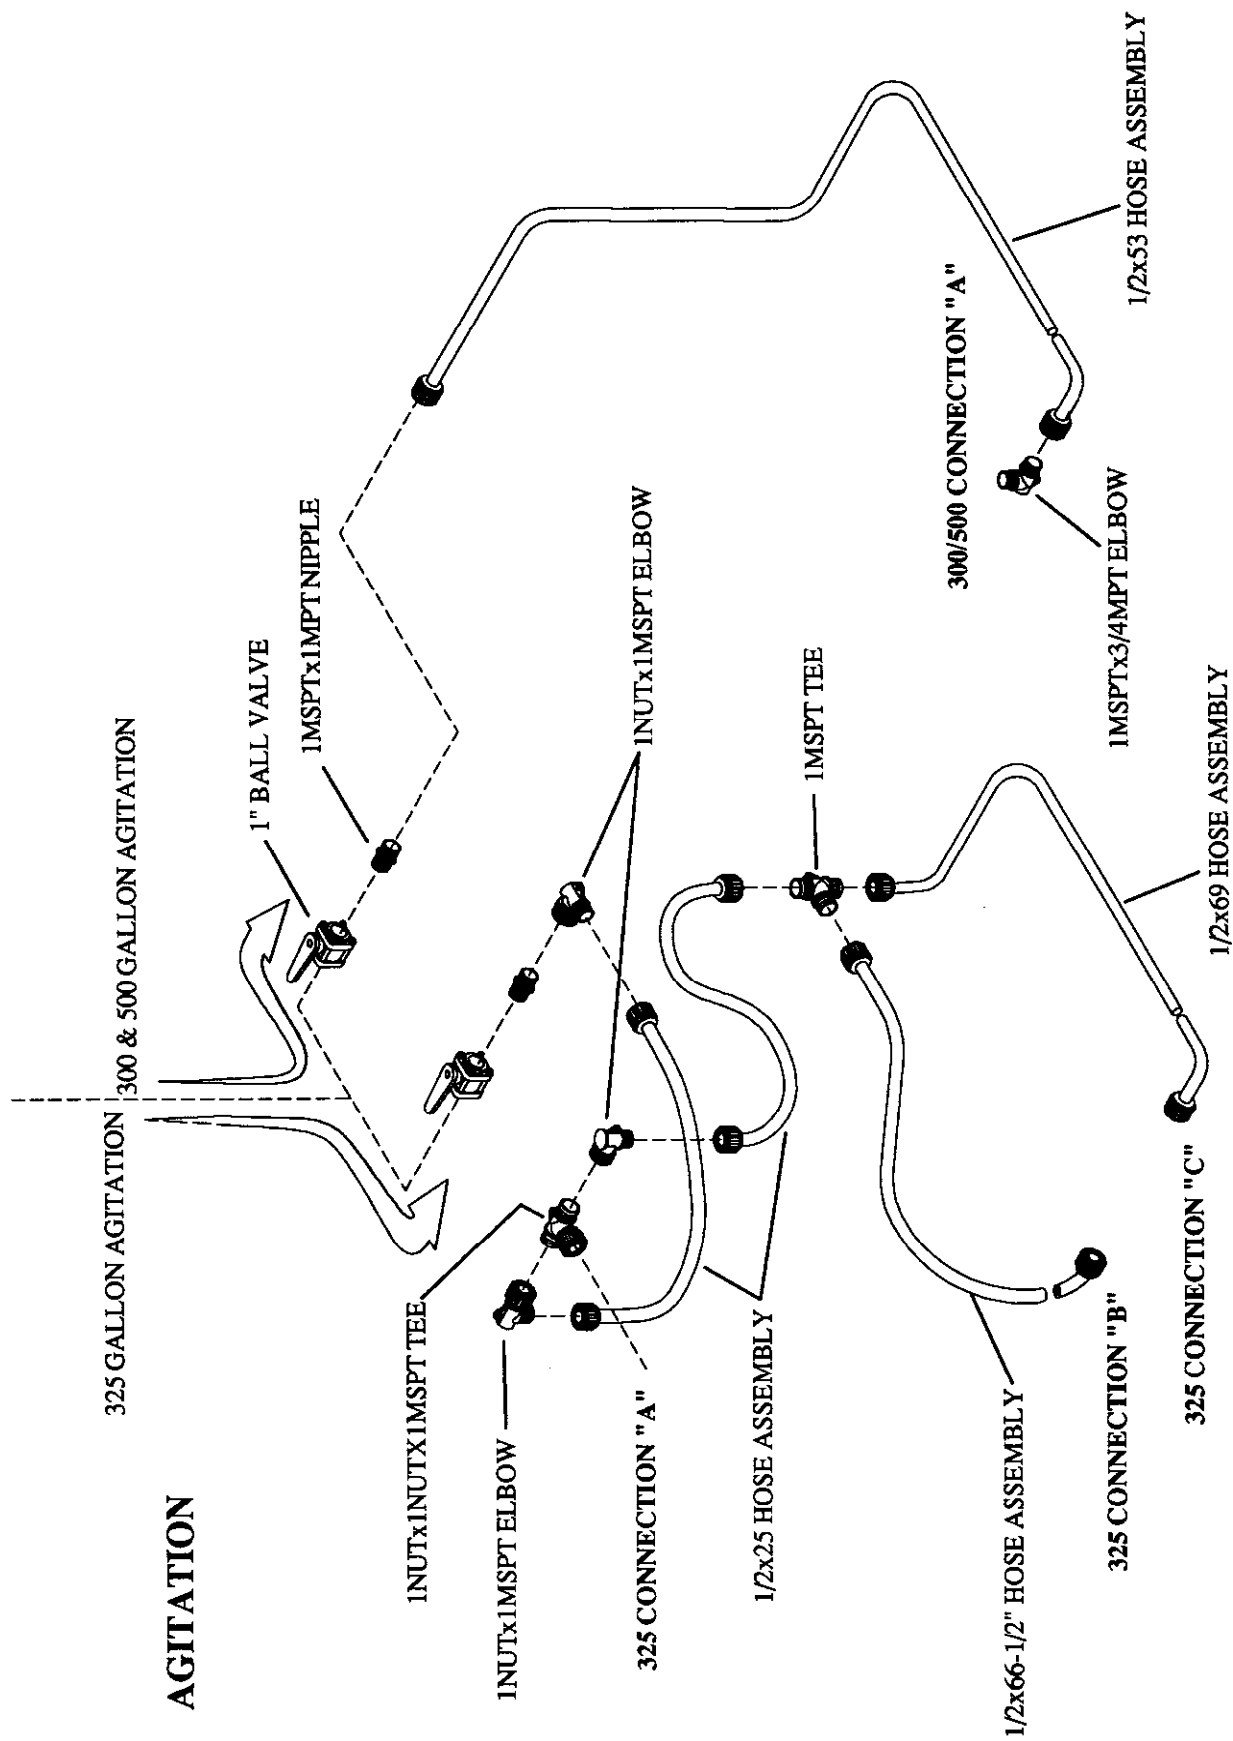 AGITATION
325 GALLON AGITATION
300 & 500 GALLON AGITATION
1" BALL VALVE
1MSPTx1MPT NIPPLE
1NUTx1NUTX1MSPT TEE
1NUTx1MSPT ELBOW
1NUTx1MSPT ELBOW
325 CONNECTION "A"
1/2x25 HOSE ASSEMBLY
1MSPT TEE
300/500 CONNECTION "A"
1/2x53 HOSE ASSEMBLY
1MSPTx3/4MPT ELBOW
1/2x66-1/2" HOSE ASSEMBLY
325 CONNECTION "B"
325 CONNECTION "C"
1/2x69 HOSE ASSEMBLY